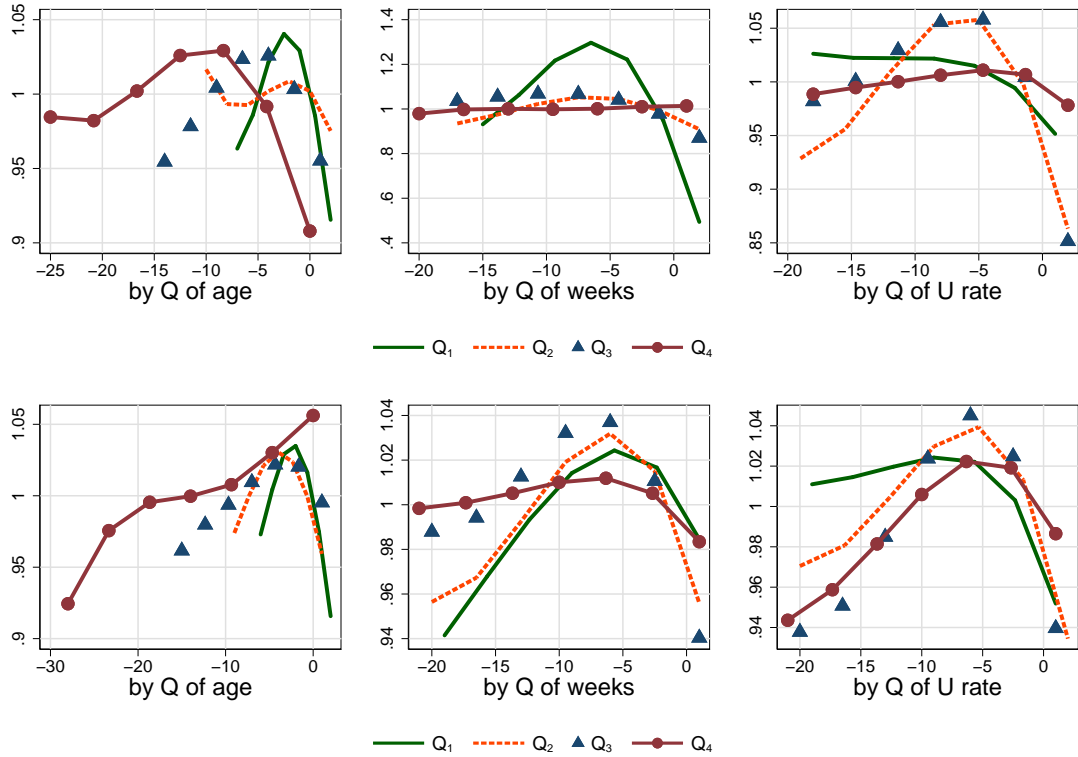 1.05
1
.95
.9
−25 −20 −15 −10 −5 0
by Q of age
1.4
1.2
1
.8
.6
.4
−20 −15 −10 −5 0
by Q of weeks
1.05
1
.95
.9
.85
−20 −15 −10 −5 0
by Q of U rate
Q₁ Q₂ Q₃ Q₄
1.05
1
.95
.9
−30 −20 −10 0
by Q of age
1.04
1.02
1
.98
.96
.94
−20 −15 −10 −5 0
by Q of weeks
1.04
1.02
1
.98
.96
.94
−20 −15 −10 −5 0
by Q of U rate
Q₁ Q₂ Q₃ Q₄